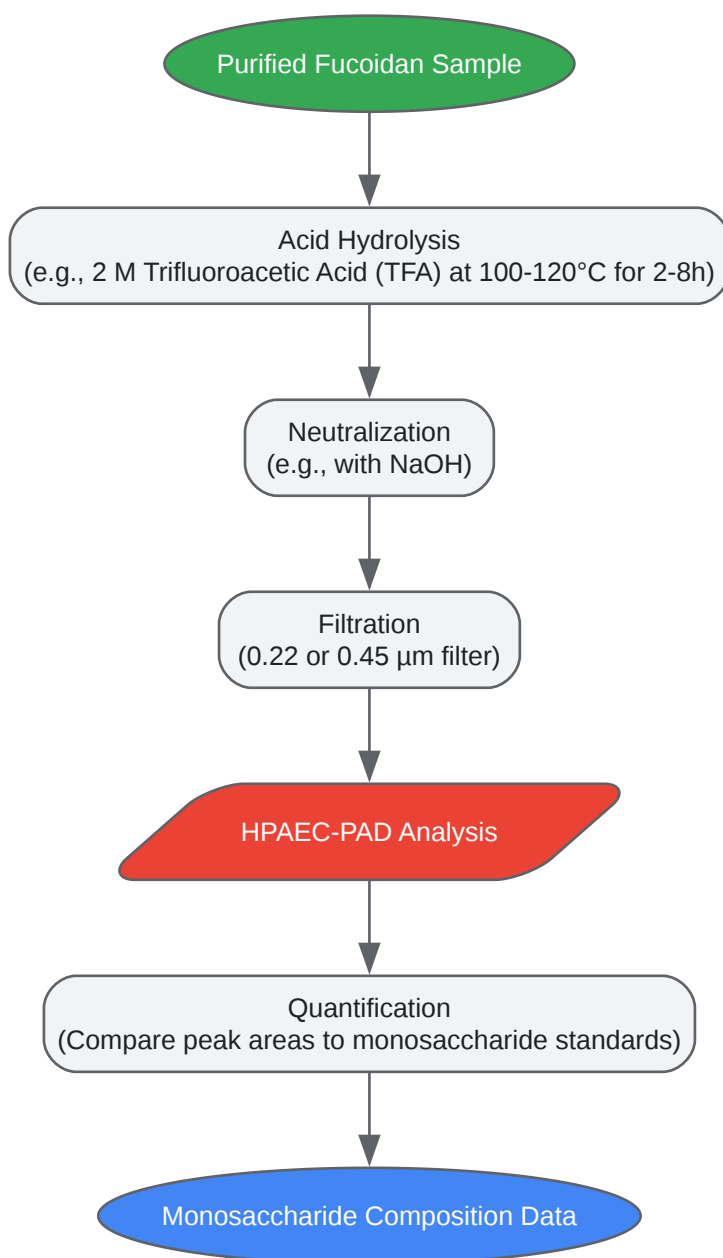 Purified Fucoidan Sample
Acid Hydrolysis
(e.g., 2 M Trifluoroacetic Acid (TFA) at 100-120°C for 2-8h)
Neutralization
(e.g., with NaOH)
Filtration
(0.22 or 0.45 µm filter)
HPAEC-PAD Analysis
Quantification
(Compare peak areas to monosaccharide standards)
Monosaccharide Composition Data